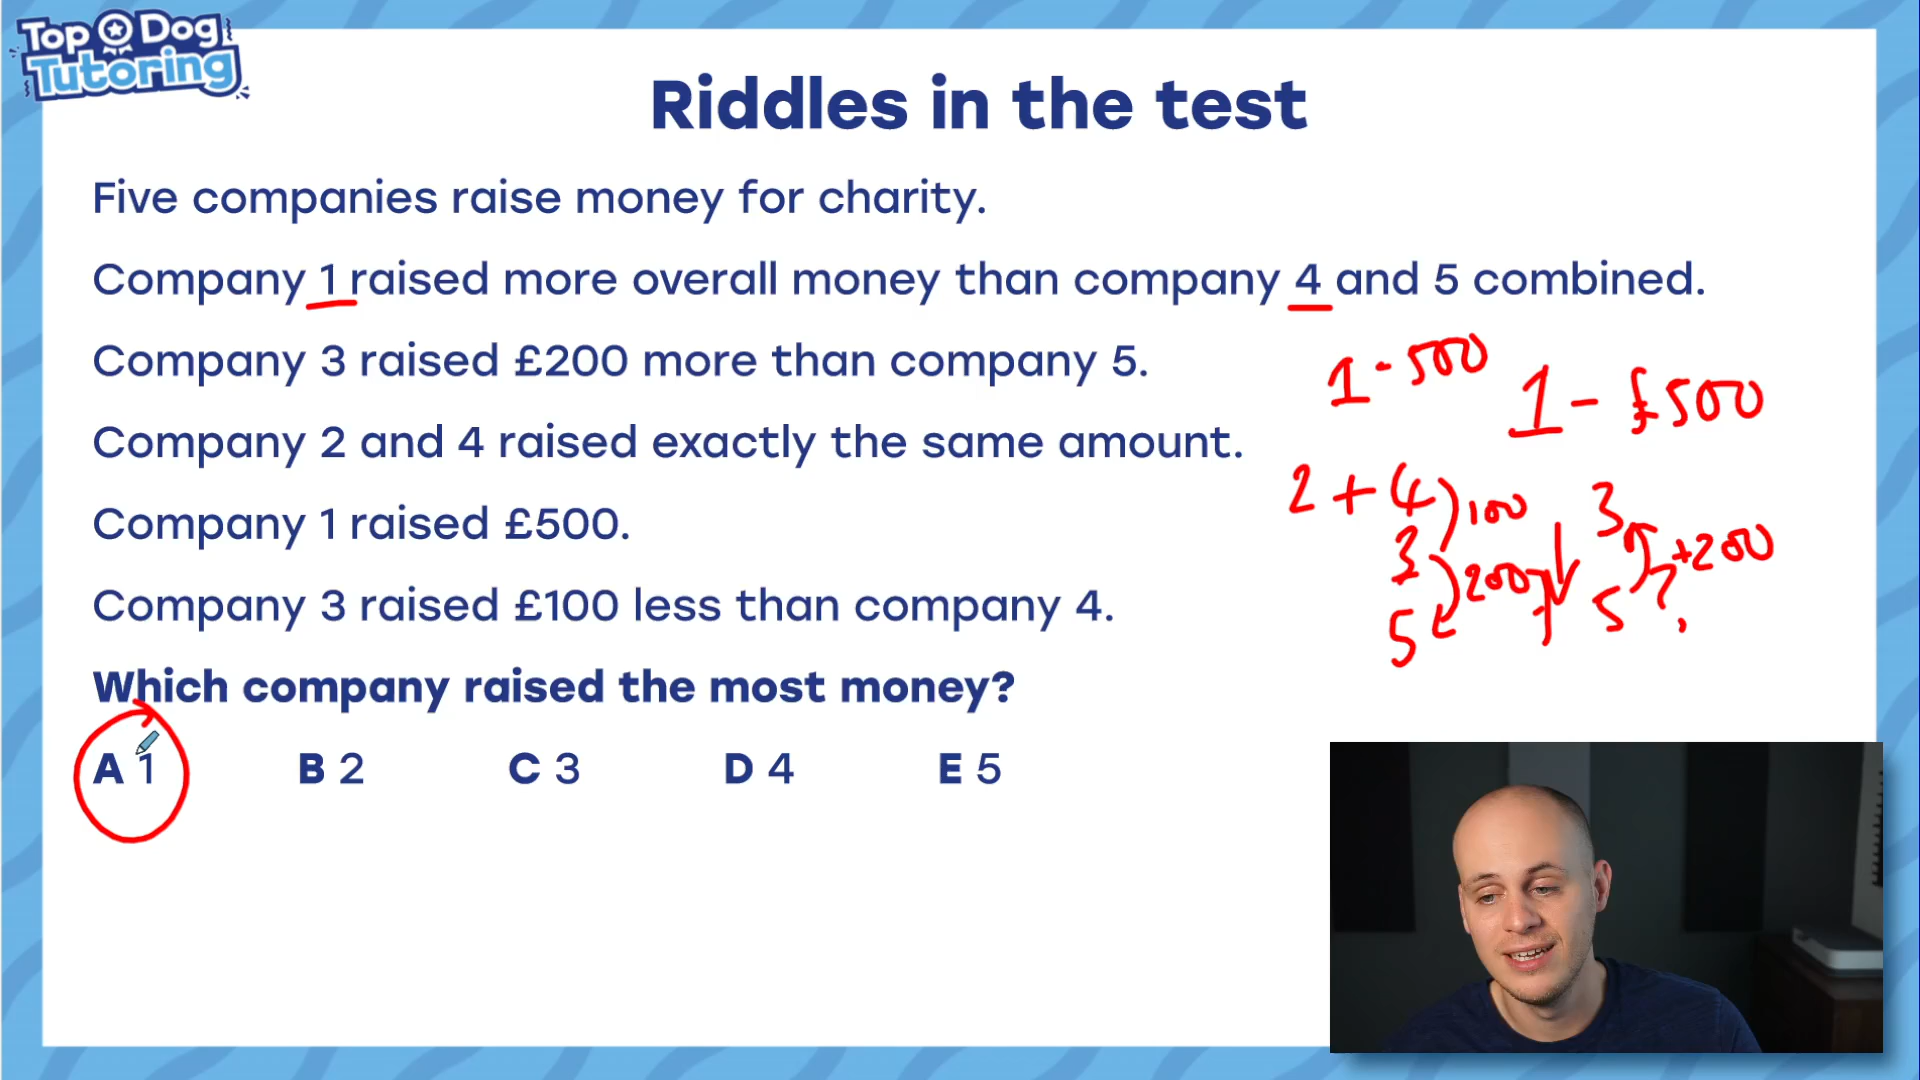 Top Dog
Tutoring
Riddles in the test
Five companies raise money for charity.
Company 1 raised more overall money than company 4 and 5 combined.
Company 3 raised £200 more than company 5.
1 - 500
1 - £500
Company 2 and 4 raised exactly the same amount.
2 + 4
100
3
Company 1 raised £500.
3
200
+200
Company 3 raised £100 less than company 4.
5
5
?
Which company raised the most money?
A 1 B 2 C 3 D 4 E 5